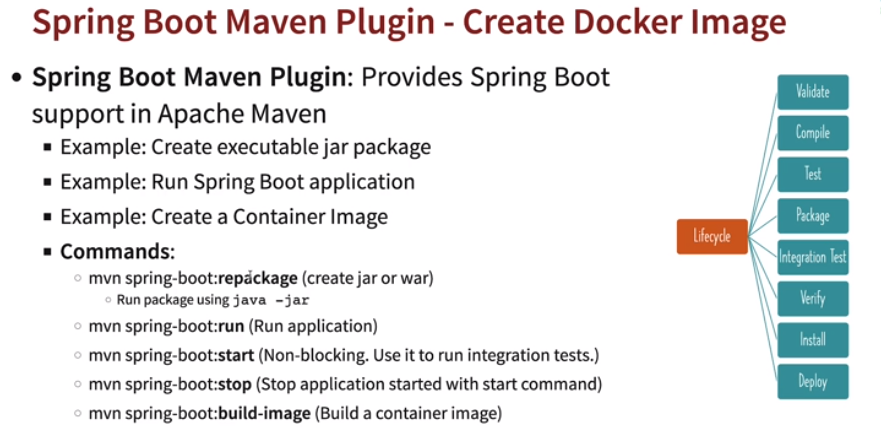 Spring Boot Maven Plugin - Create Docker Image
• Spring Boot Maven Plugin: Provides Spring Boot
support in Apache Maven
▪ Example: Create executable jar package
▪ Example: Run Spring Boot application
▪ Example: Create a Container Image
▪ Commands:
○ mvn spring-boot:repackage (create jar or war)
○ Run package using java -jar
○ mvn spring-boot:run (Run application)
○ mvn spring-boot:start (Non-blocking. Use it to run integration tests.)
○ mvn spring-boot:stop (Stop application started with start command)
○ mvn spring-boot:build-image (Build a container image)
Lifecycle
Validate
Compile
Test
Package
Integration Test
Verify
Install
Deploy